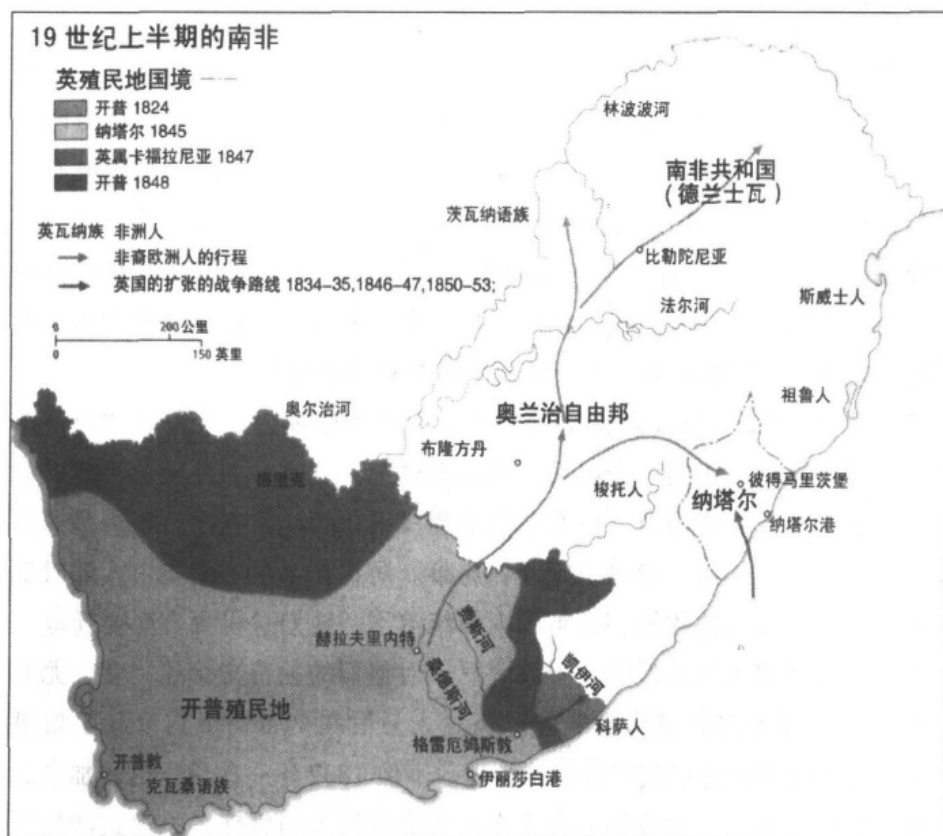 19 世纪上半期的南非
英殖民地国境
开普 1824
纳塔尔 1845
英属卡福拉尼亚 1847
开普 1848
英瓦纳族 非洲人
非裔欧洲人的行程
英国的扩张的战争路线 1834-35,1846-47,1850-53;
0 200 公里
0 150 英里
林波波河
南非共和国
(德兰士瓦)
茨瓦纳语族
比勒陀尼亚
法尔河
斯威士人
祖鲁人
奥尔治河
奥兰治自由邦
布隆方丹
格里克
梭托人
彼得马里茨堡
纳塔尔
纳塔尔港
费斯河
赫拉夫里内特
桑德斯河
凯伊河
开普殖民地
科萨人
格雷厄姆斯敦
开普敦
克瓦桑语族
伊丽莎白港